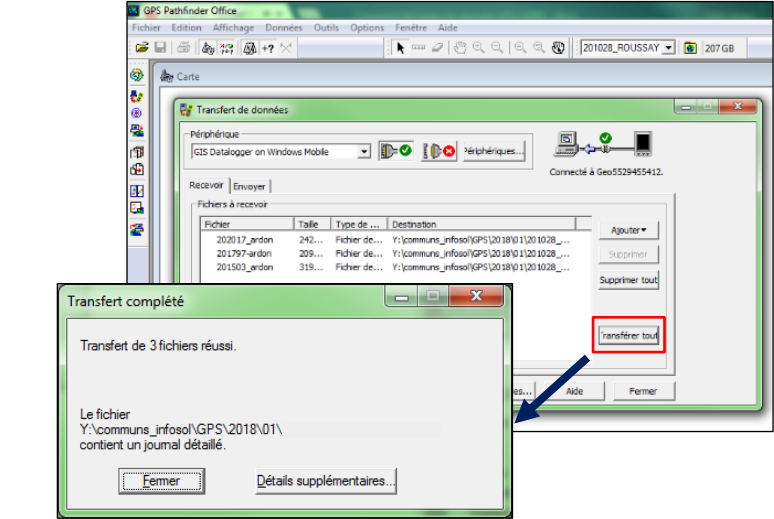 GPS Pathfinder Office
Fichier Edition Affichage Données Outils Options Fenêtre Aide
201028_ROUSSAY 207 GB
Carte
Transfert de données
Périphérique
GIS Datalogger on Windows Mobile
Périphériques...
Connecté à Geo5529455412.
Recevoir Envoyer
Fichiers à recevoir
Fichier Taille Type de ... Destination
202017_ardon 242... Fichier de... Y:\communs_infosol\GPS\2018\01\201028_...
201797-ardon 209... Fichier de... Y:\communs_infosol\GPS\2018\01\201028_...
201503_ardon 319... Fichier de... Y:\communs_infosol\GPS\2018\01\201028_...
Ajouter
Supprimer
Supprimer tout
Transférer tout
es... Aide Fermer
Transfert complété
Transfert de 3 fichiers réussi.
Le fichier
Y:\communs_infosol\GPS\2018\01\
contient un journal détaillé.
Fermer Détails supplémentaires...